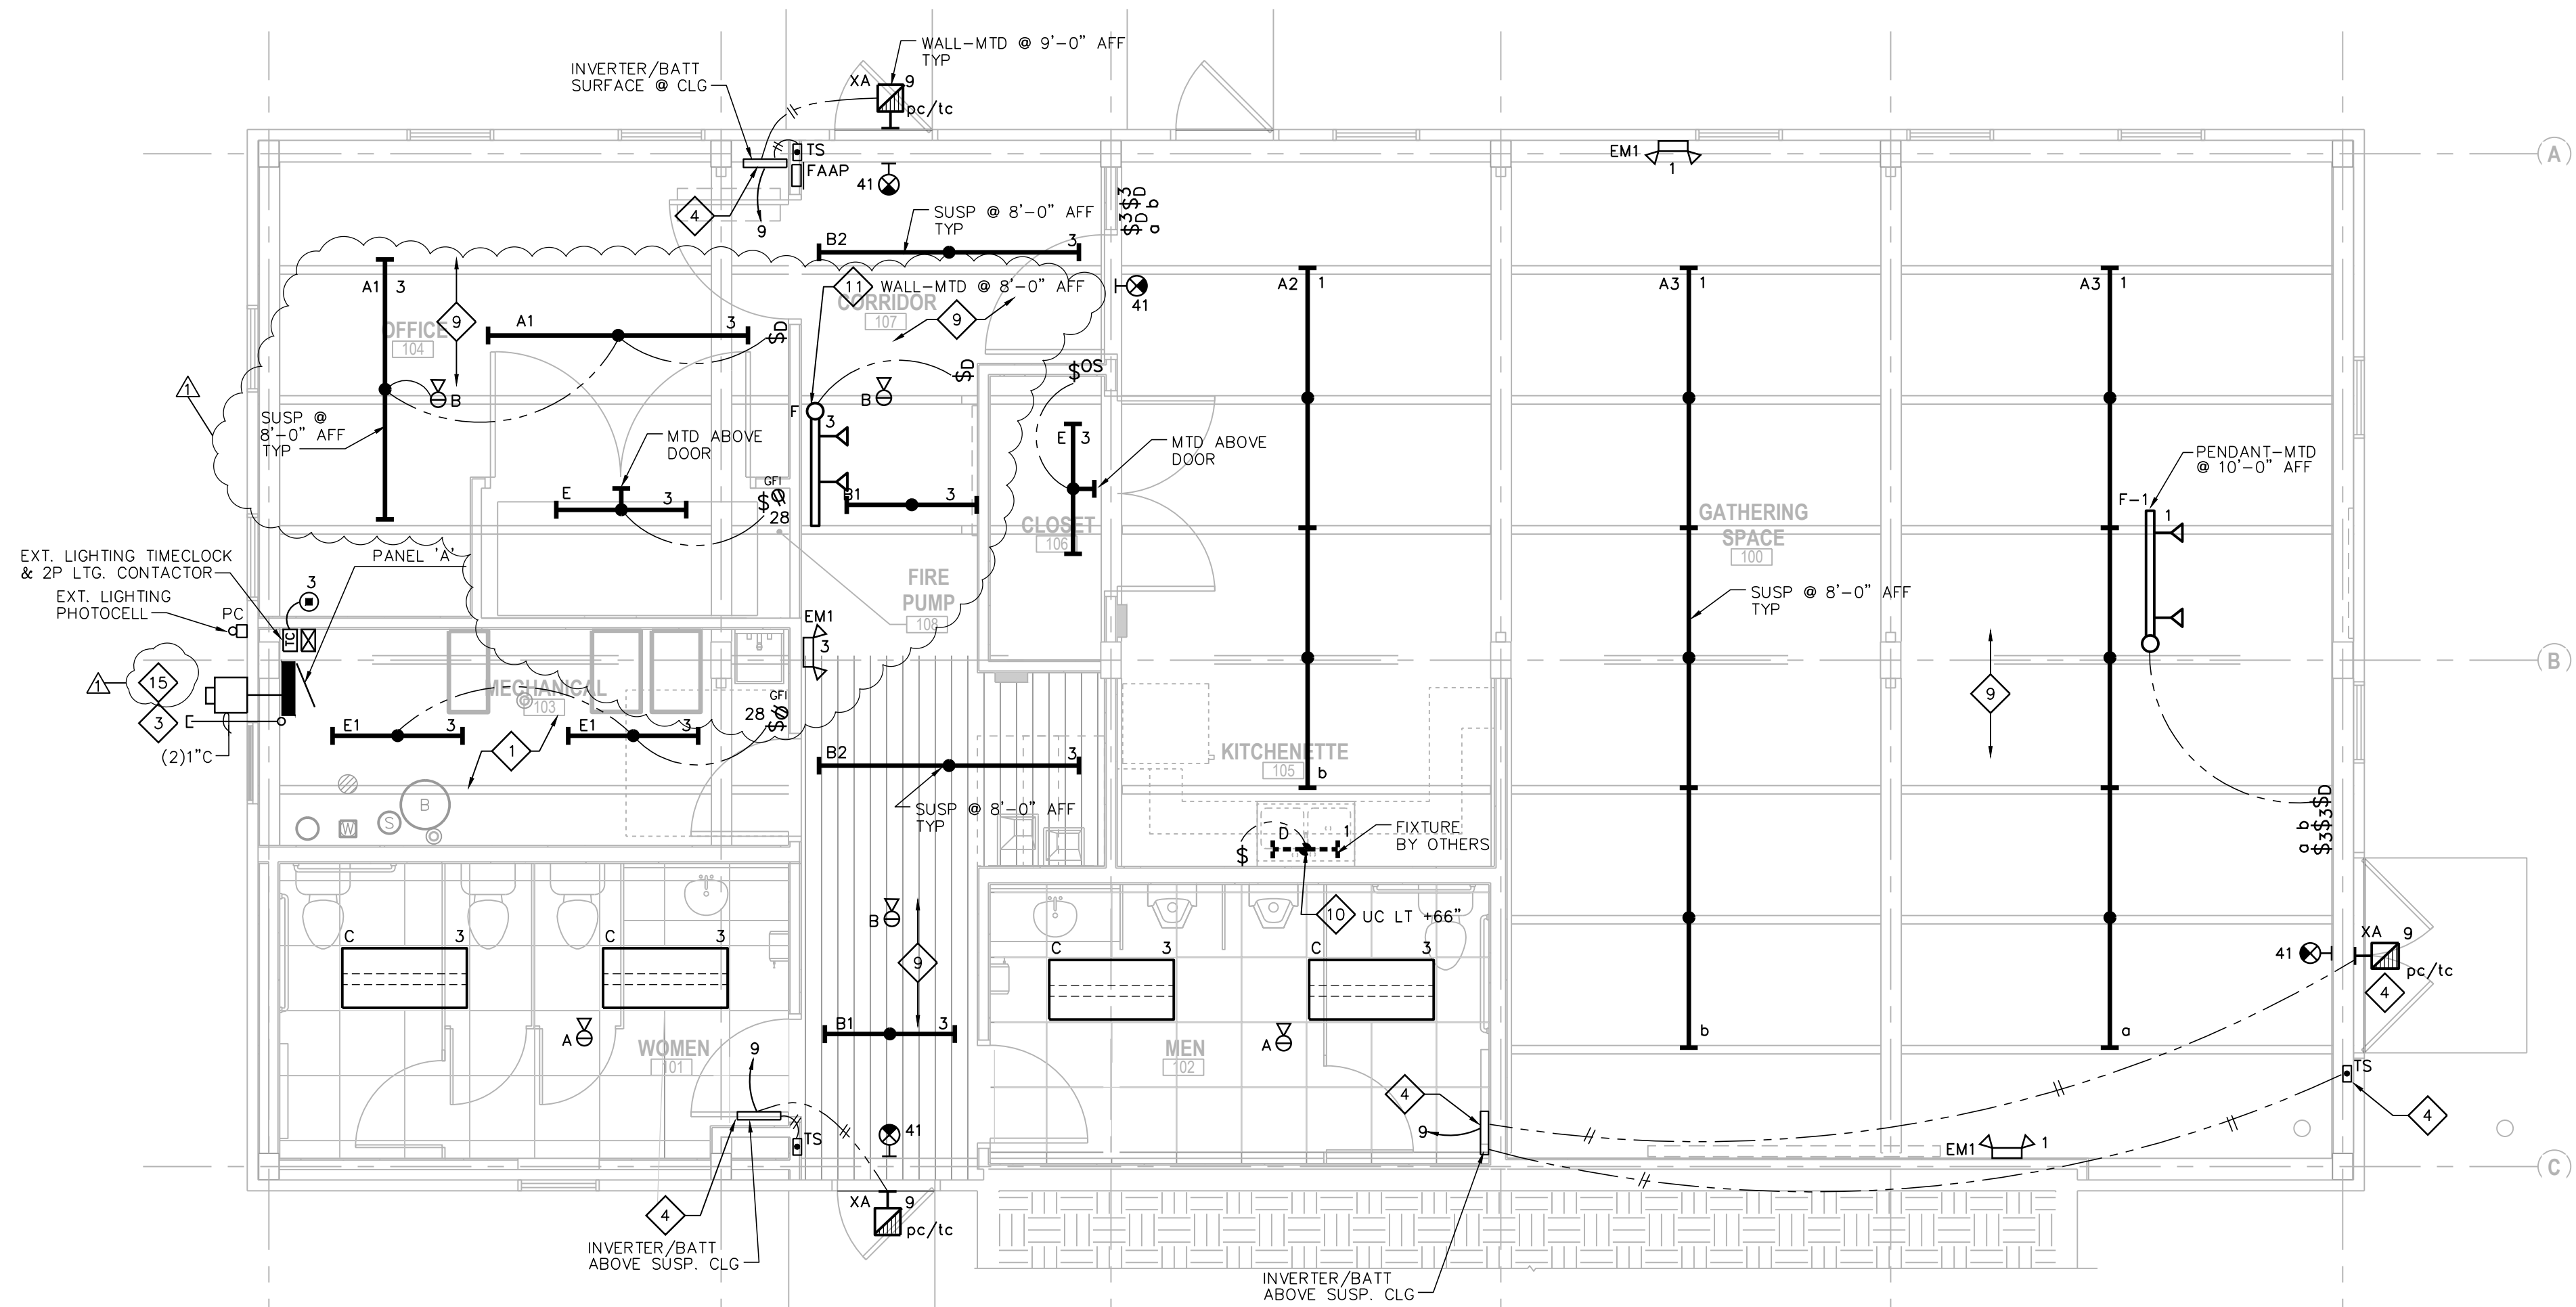 WALL-MTD @ 9'-0" AFF
TYP
INVERTER/BATT
SURFACE @ CLG
XA
9
pc/tc
TS
FAAP
41
4
9
SUSP @ 8'-0" AFF
TYP
B2
3
$3$D
$3$D
a b
EM1
1
A
A1
3
OFFICE
104
9
A1
3
$D
11
WALL-MTD @ 8'-0" AFF
CORRIDOR
107
9
41
A2
1
A3
1
A3
1
1
SUSP @
8'-0" AFF
TYP
B
$D
B
$OS
F
3
E
3
MTD ABOVE
DOOR
MTD ABOVE
DOOR
E
3
GFI
$
28
B1
3
CLOSET
106
GATHERING
SPACE
100
PENDANT-MTD
@ 10'-0" AFF
F-1
1
EXT. LIGHTING TIMECLOCK
& 2P LTG. CONTACTOR
PANEL 'A'
EXT. LIGHTING
PHOTOCELL
PC
3
TC
FIRE
PUMP
108
EM1
3
SUSP @ 8'-0" AFF
TYP
B
1
15
3
(2)1"C
MECHANICAL
103
GFI
28
$
E1
3
E1
3
1
B2
3
SUSP @ 8'-0" AFF
TYP
KITCHENETTE
105
b
9
B
S
W
$
D
1
FIXTURE
BY OTHERS
10
UC LT +66"
a b
$3$3$D
C
3
C
3
B
9
C
3
C
3
41
XA
9
pc/tc
4
A
WOMEN
101
B1
3
MEN
102
A
b
a
9
4
TS
4
TS
41
9
EM1
1
C
4
XA
9
pc/tc
INVERTER/BATT
ABOVE SUSP. CLG
INVERTER/BATT
ABOVE SUSP. CLG